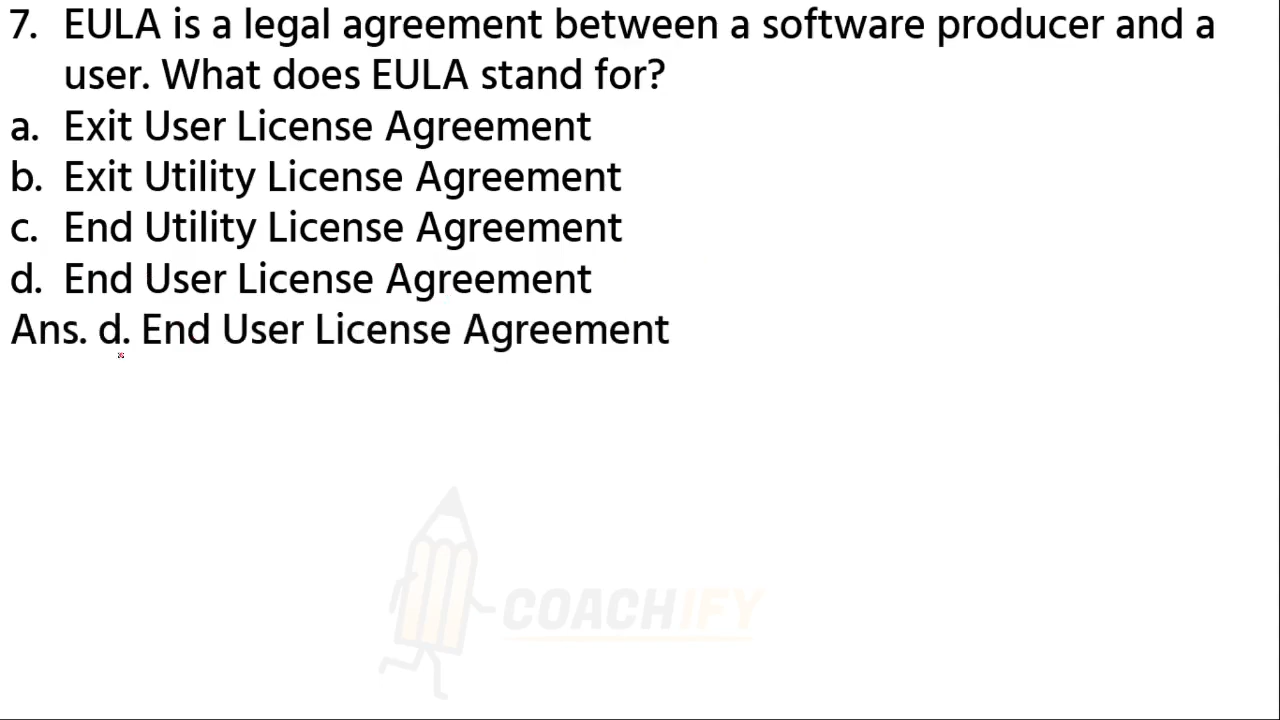 7. EULA is a legal agreement between a software producer and a
user. What does EULA stand for?
a. Exit User License Agreement
b. Exit Utility License Agreement
c. End Utility License Agreement
d. End User License Agreement
Ans. d. End User License Agreement
COACHIFY